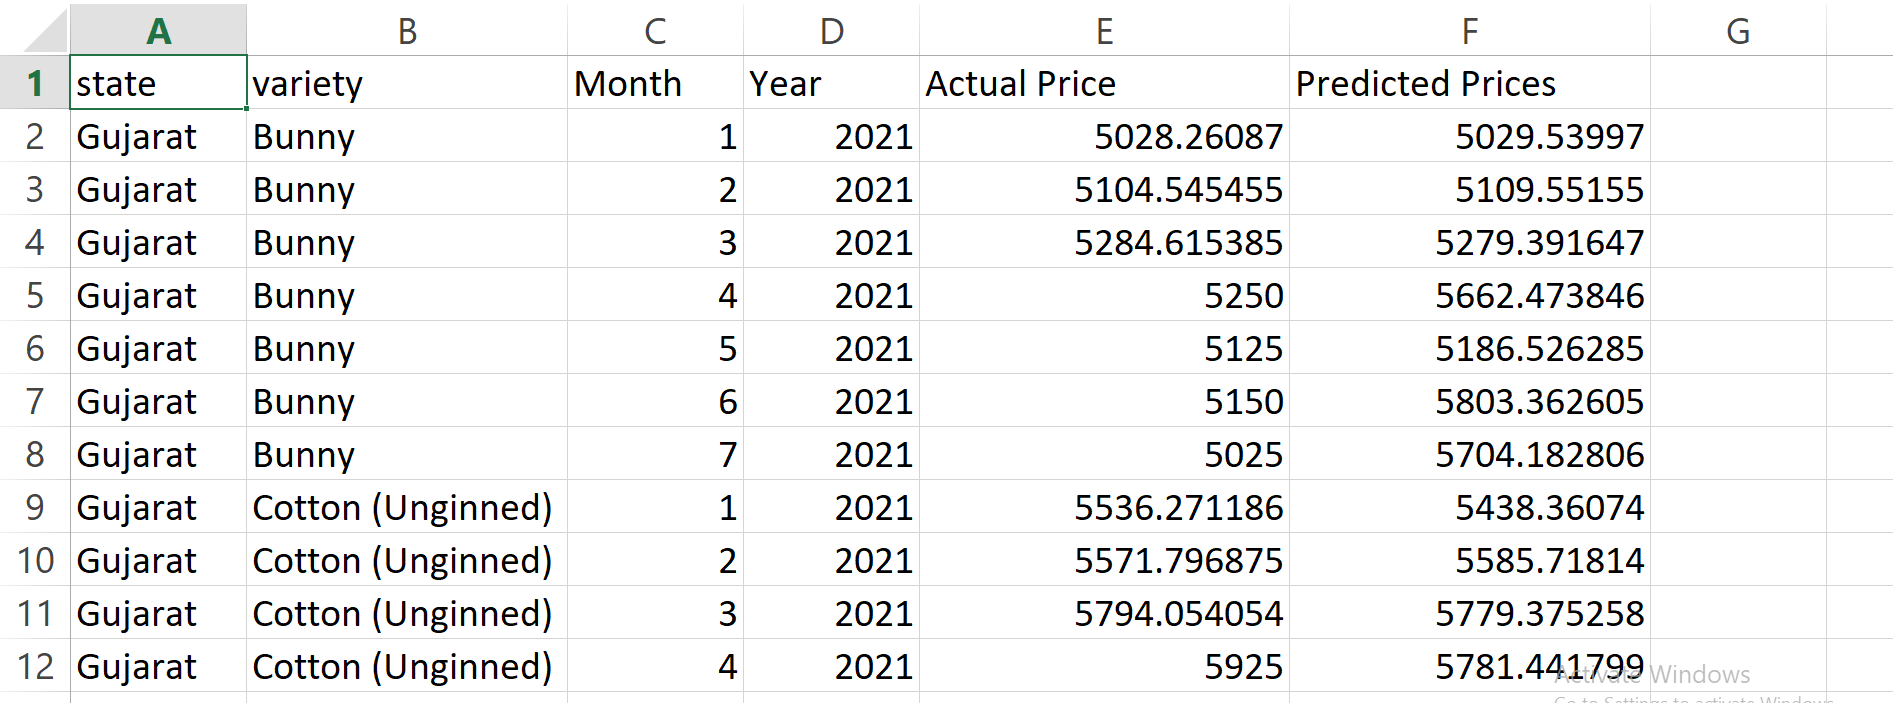 A B C D E F G
1 state variety Month Year Actual Price Predicted Prices
2 Gujarat Bunny 1 2021 5028.26087 5029.53997
3 Gujarat Bunny 2 2021 5104.545455 5109.55155
4 Gujarat Bunny 3 2021 5284.615385 5279.391647
5 Gujarat Bunny 4 2021 5250 5662.473846
6 Gujarat Bunny 5 2021 5125 5186.526285
7 Gujarat Bunny 6 2021 5150 5803.362605
8 Gujarat Bunny 7 2021 5025 5704.182806
9 Gujarat Cotton (Unginned) 1 2021 5536.271186 5438.36074
10 Gujarat Cotton (Unginned) 2 2021 5571.796875 5585.71814
11 Gujarat Cotton (Unginned) 3 2021 5794.054054 5779.375258
12 Gujarat Cotton (Unginned) 4 2021 5925 5781.441799
Activate Windows
Go to Settings to activate Windows.